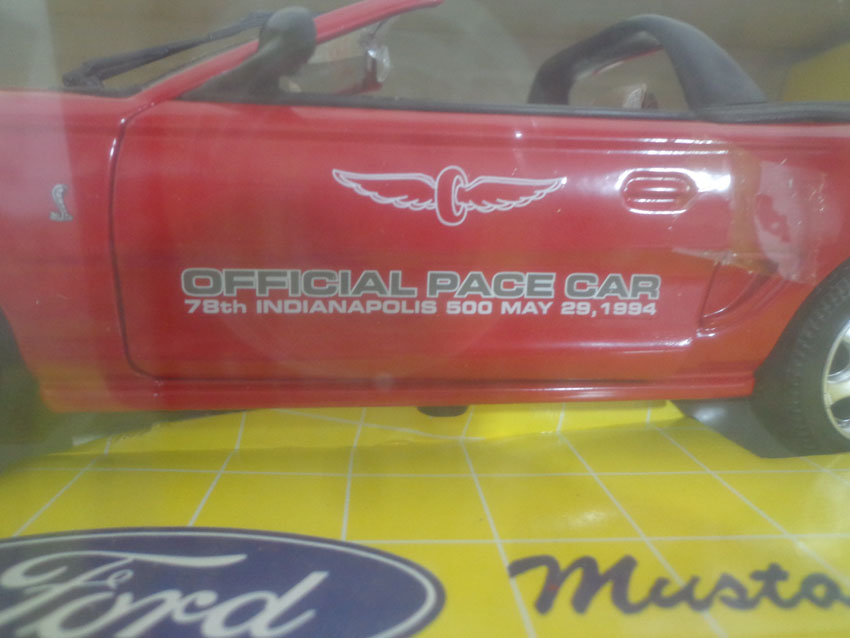 OFFICIAL PACE CAR
78th INDIANAPOLIS 500 MAY 29, 1994
Ford
Musta